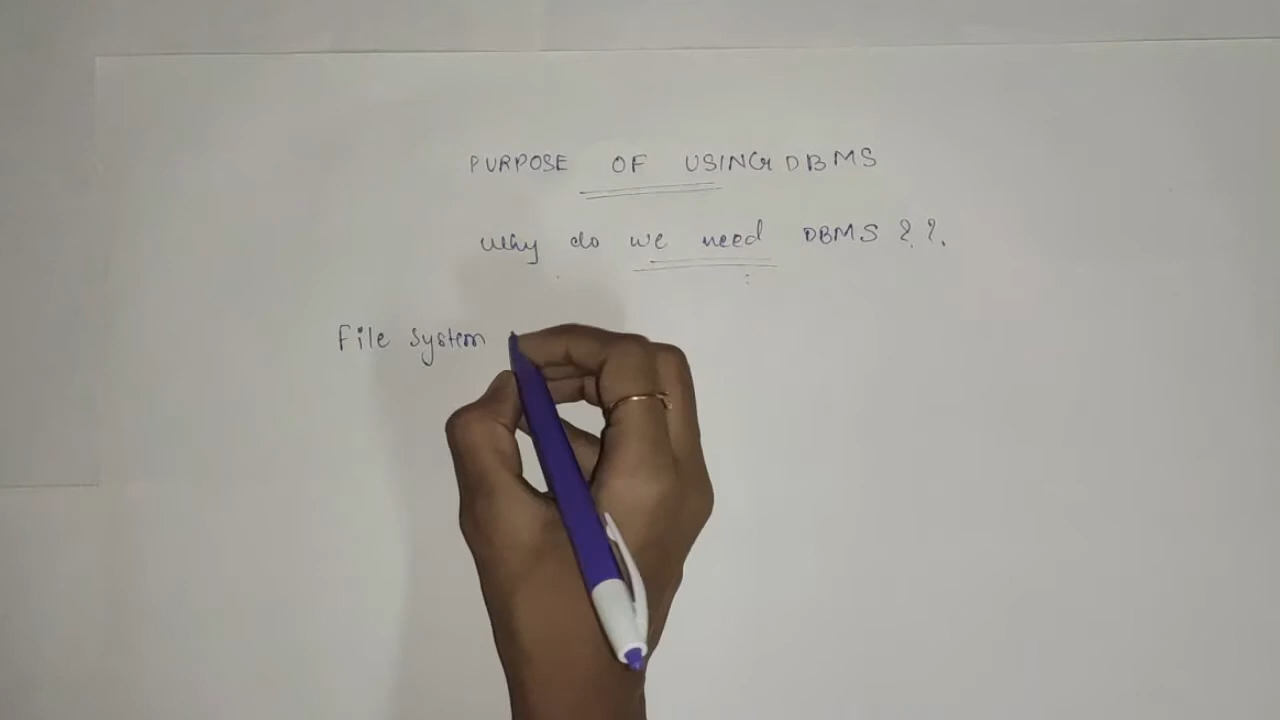 PURPOSE OF USING DBMS
Why do we need DBMS ??.
File System